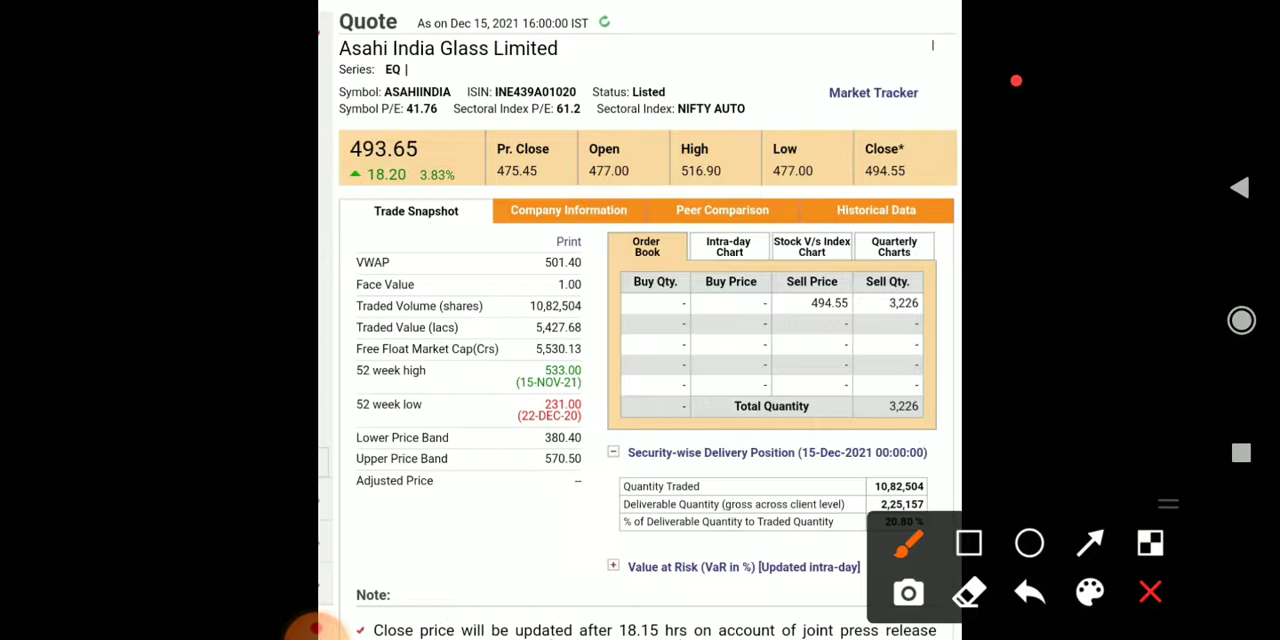 Quote As on Dec 15, 2021 16:00:00 IST
Asahi India Glass Limited
Series: EQ |
Symbol: ASAHIINDIA ISIN: INE439A01020 Status: Listed
Market Tracker
Symbol P/E: 41.76 Sectoral Index P/E: 61.2 Sectoral Index: NIFTY AUTO
493.65 Pr. Close Open High Low Close*
18.20 3.83% 475.45 477.00 516.90 477.00 494.55
Trade Snapshot Company Information Peer Comparison Historical Data
Print
VWAP 501.40
Face Value 1.00
Traded Volume (shares) 10,82,504
Traded Value (lacs) 5,427.68
Free Float Market Cap(Crs) 5,530.13
52 week high 533.00
(15-NOV-21)
52 week low 231.00
(22-DEC-20)
Lower Price Band 380.40
Upper Price Band 570.50
Adjusted Price --
Order Book Intra-day Chart Stock V/s Index Chart Quarterly Charts
Buy Qty. Buy Price Sell Price Sell Qty.
- - 494.55 3,226
- - - -
- - - -
- - - -
- - - -
- Total Quantity 3,226
Security-wise Delivery Position (15-Dec-2021 00:00:00)
Quantity Traded 10,82,504
Deliverable Quantity (gross across client level) 2,25,157
% of Deliverable Quantity to Traded Quantity 20.80 %
Value at Risk (VaR in %) [Updated intra-day]
Note:
Close price will be updated after 18.15 hrs on account of joint press release